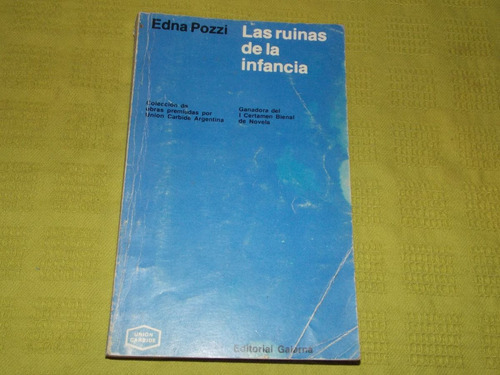 Edna Pozzi
Las ruinas
de la
infancia
Colección de
obras premiadas por
Union Carbide Argentina
Ganadora del
I Certamen Bienal
de Novela
UNION
CARBIDE
Editorial Galerna